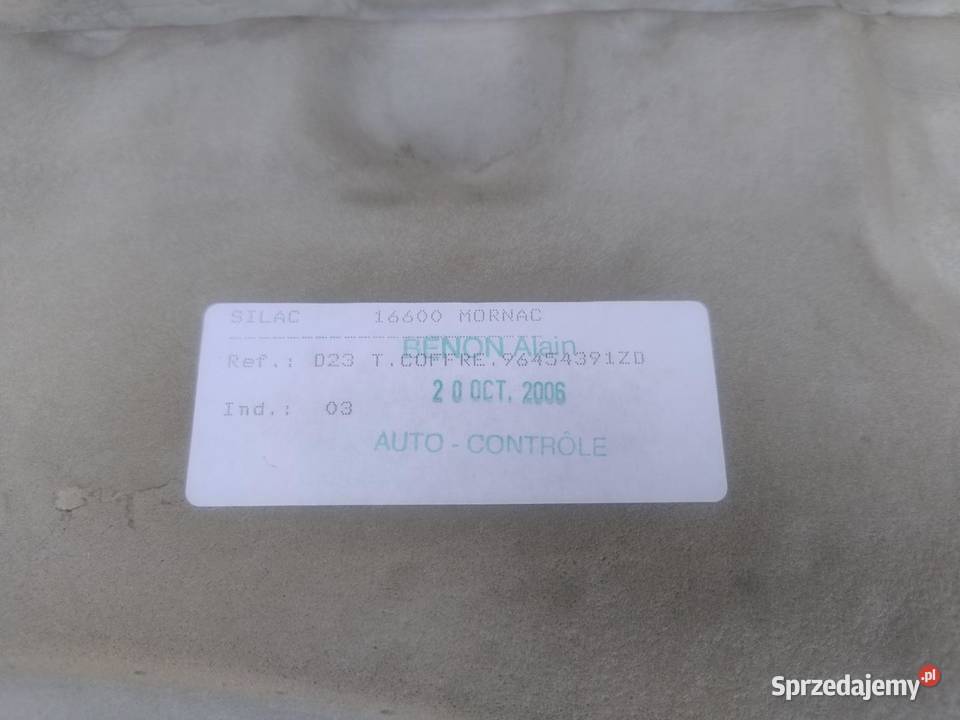 SILAC 16600 MORNAC
BENON Alain
Ref.: D23 T.COFFRE.96454391ZD
20 OCT. 2006
Ind.: 03
AUTO - CONTRÔLE
Sprzedajemy.pl